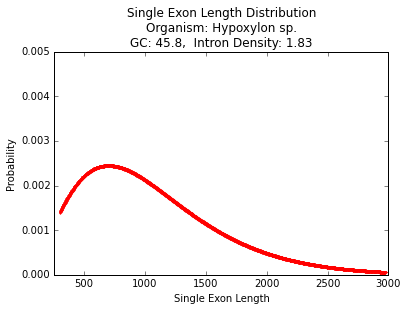 Single Exon Length Distribution
Organism: Hypoxylon sp.
GC: 45.8,  Intron Density: 1.83
0.005
0.004
0.003
0.002
0.001
0.000
Probability
500 1000 1500 2000 2500 3000
Single Exon Length